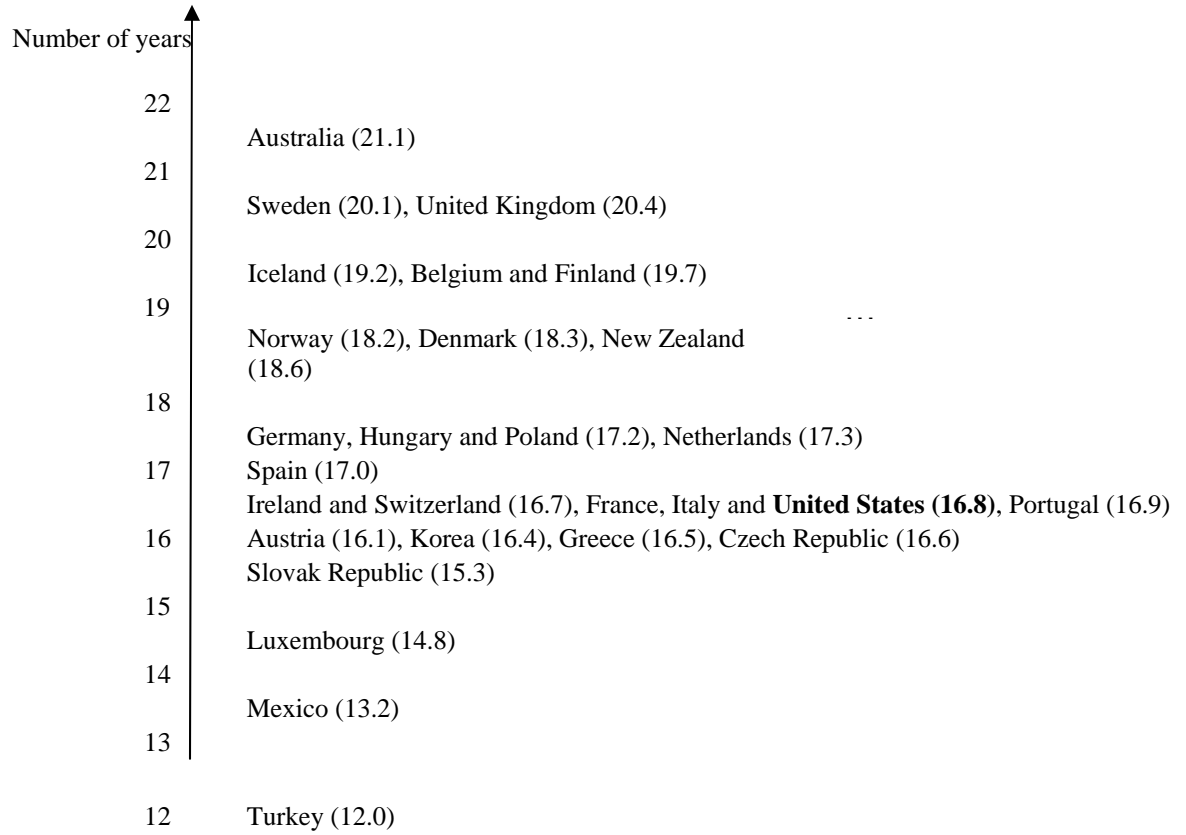 Number of years
22
Australia (21.1)
21
Sweden (20.1), United Kingdom (20.4)
20
Iceland (19.2), Belgium and Finland (19.7)
19
- - -
Norway (18.2), Denmark (18.3), New Zealand
(18.6)
18
Germany, Hungary and Poland (17.2), Netherlands (17.3)
17 Spain (17.0)
Ireland and Switzerland (16.7), France, Italy and United States (16.8), Portugal (16.9)
16 Austria (16.1), Korea (16.4), Greece (16.5), Czech Republic (16.6)
Slovak Republic (15.3)
15
Luxembourg (14.8)
14
Mexico (13.2)
13
12 Turkey (12.0)